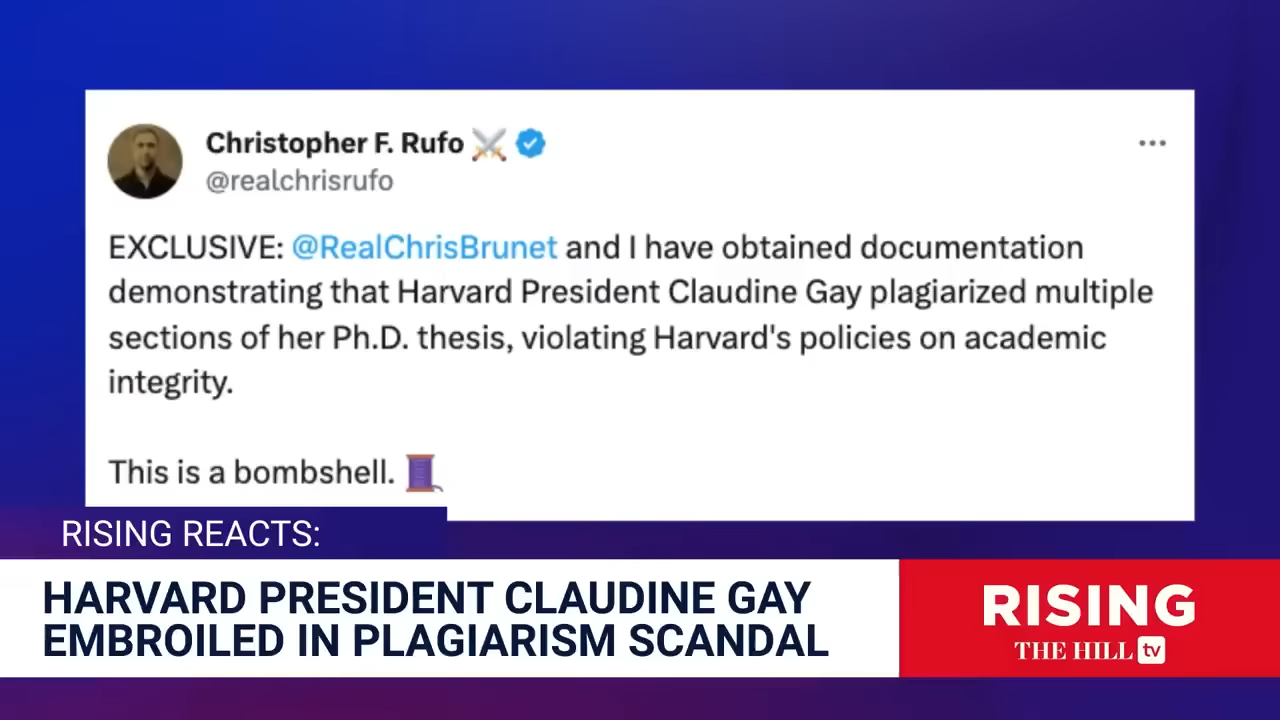 Christopher F. Rufo
@realchrisrufo
EXCLUSIVE: @RealChrisBrunet and I have obtained documentation
demonstrating that Harvard President Claudine Gay plagiarized multiple
sections of her Ph.D. thesis, violating Harvard's policies on academic
integrity.
This is a bombshell.
RISING REACTS:
HARVARD PRESIDENT CLAUDINE GAY
EMBROILED IN PLAGIARISM SCANDAL
RISING
THE HILL tv